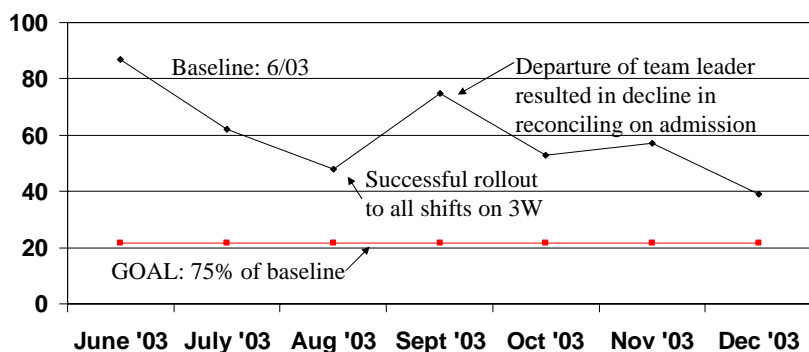 100
80
60
40
20
0
Baseline: 6/03
Departure of team leader
resulted in decline in
reconciling on admission
Successful rollout
to all shifts on 3W
GOAL: 75% of baseline
June '03 July '03 Aug '03 Sept '03 Oct '03 Nov '03 Dec '03